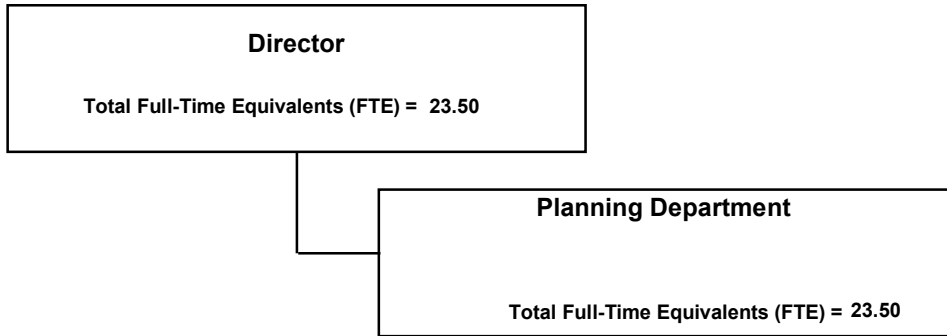 Director
Total Full-Time Equivalents (FTE) = 23.50
Planning Department
Total Full-Time Equivalents (FTE) = 23.50